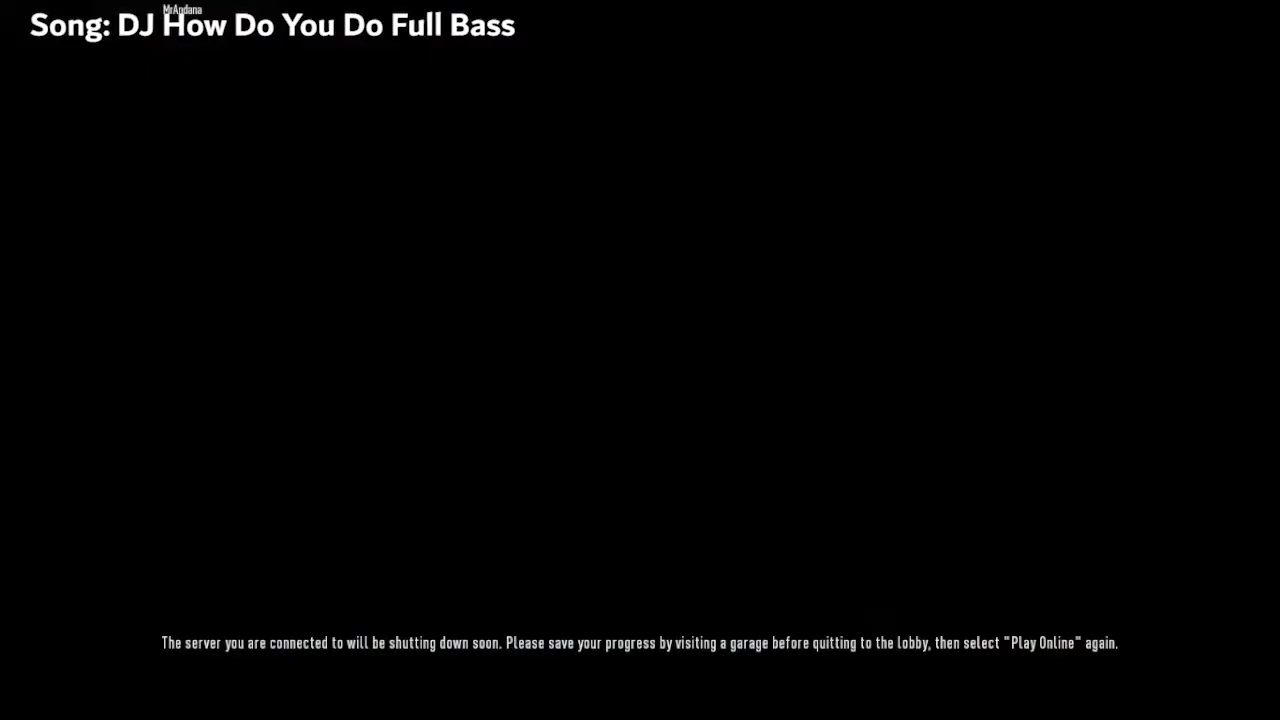 MrAndana
Song: DJ How Do You Do Full Bass
The server you are connected to will be shutting down soon. Please save your progress by visiting a garage before quitting to the lobby, then select "Play Online" again.